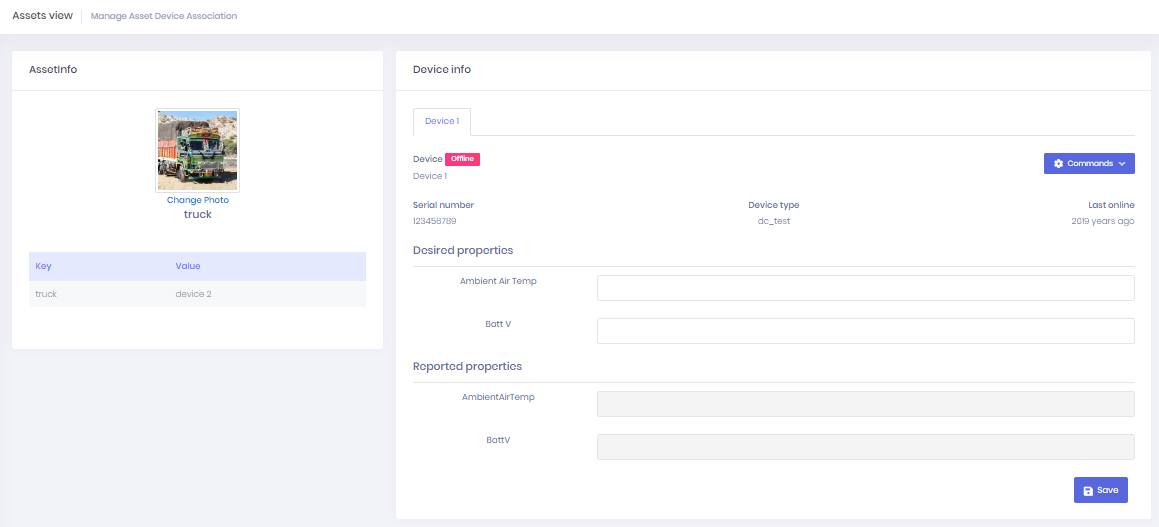 Assets view
Manage Asset Device Association
AssetInfo
Change Photo
truck
Key Value
truck device 2
Device info
Device 1
Device Offline
Device 1
Commands
Serial number Device type Last online
123456789 dc_test 2019 years ago
Desired properties
Ambient Air Temp
Batt V
Reported properties
AmbientAirTemp
BattV
Save